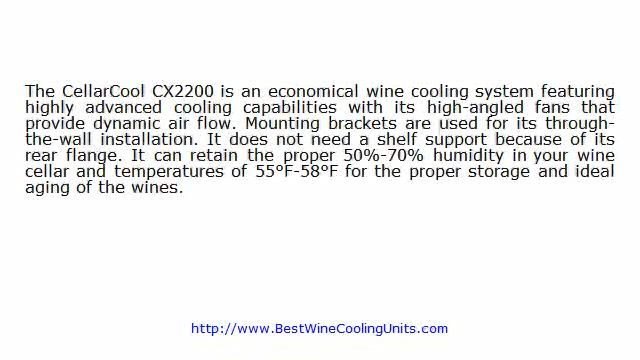 The CellarCool CX2200 is an economical wine cooling system featuring
highly advanced cooling capabilities with its high-angled fans that
provide dynamic air flow. Mounting brackets are used for its through-
the-wall installation. It does not need a shelf support because of its
rear flange. It can retain the proper 50%-70% humidity in your wine
cellar and temperatures of 55°F-58°F for the proper storage and ideal
aging of the wines.
http://www.BestWineCoolingUnits.com